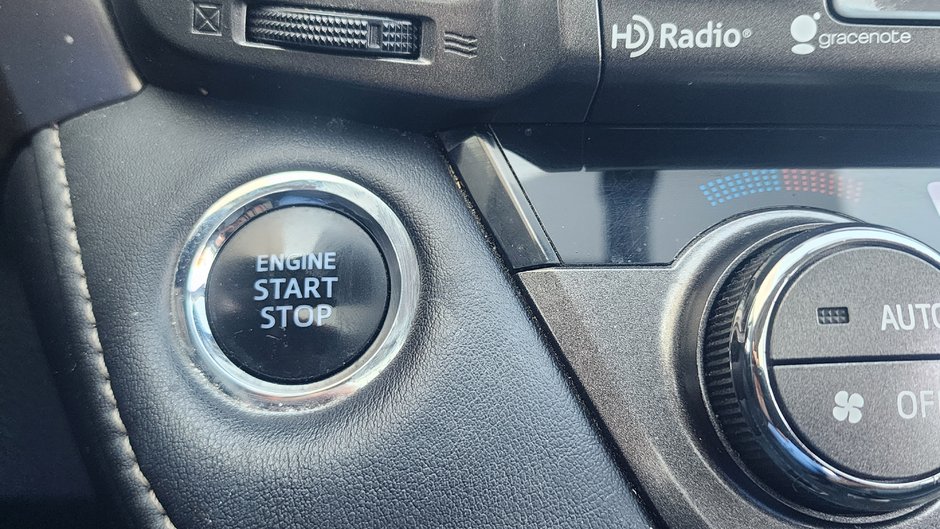 HD Radio®
gracenote
ENGINE
START
STOP
AUTO
OF